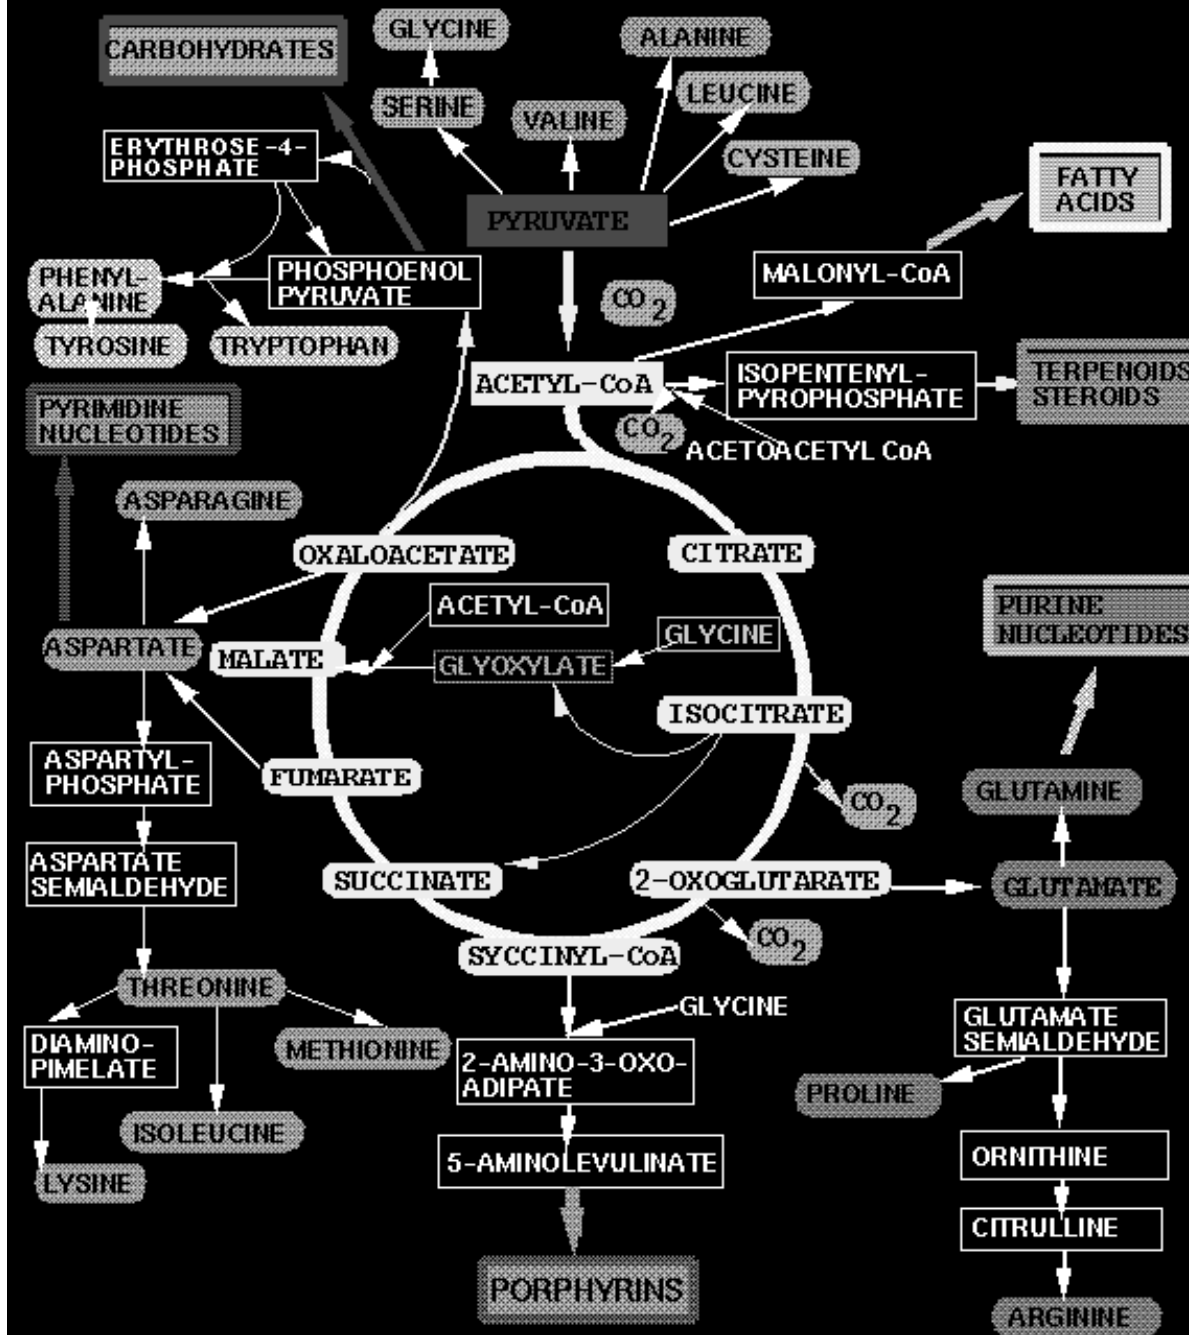 GLYCINE
ALANINE
CARBOHYDRATES
SERINE
LEUCINE
VALINE
ERYTHROSE-4-
PHOSPHATE
CYSTEINE
FATTY
ACIDS
PYRUVATE
PHENYL-
ALANINE
PHOSPHOENOL
PYRUVATE
MALONYL-CoA
CO2
TYROSINE
TRYPTOPHAN
ACETYL-CoA
ISOPENTENYL-
PYROPHOSPHATE
TERPENOIDS
STEROIDS
PYRIMIDINE
NUCLEOTIDES
CO2
ACETOACETYL CoA
ASPARAGINE
OXALOACETATE
CITRATE
ACETYL-CoA
PURINE
NUCLEOTIDES
GLYCINE
ASPARTATE
MALATE
GLYOXYLATE
ISOCITRATE
ASPARTYL-
PHOSPHATE
FUMARATE
CO2
GLUTAMINE
ASPARTATE
SEMIALDEHYDE
SUCCINATE
2-OXOGLUTARATE
GLUTAMATE
CO2
SYCCINYL-CoA
THREONINE
GLYCINE
DIAMINO-
PIMELATE
METHIONINE
2-AMINO-3-OXO-
ADIPATE
GLUTAMATE
SEMIALDEHYDE
PROLINE
ISOLEUCINE
5-AMINOLEVULINATE
ORNITHINE
LYSINE
CITRULLINE
PORPHYRINS
ARGININE